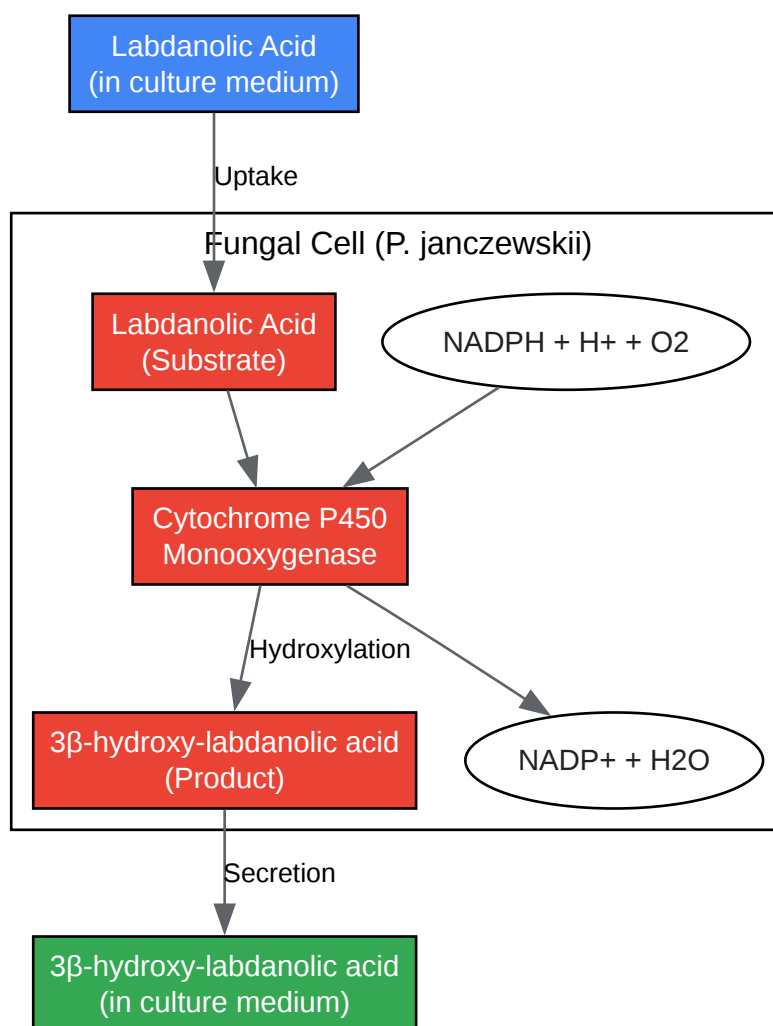 Labdanolic Acid
(in culture medium)
Uptake
Fungal Cell (P. janczewskii)
Labdanolic Acid
(Substrate)
NADPH + H+ + O2
Cytochrome P450
Monooxygenase
Hydroxylation
3β-hydroxy-labdanolic acid
(Product)
NADP+ + H2O
Secretion
3β-hydroxy-labdanolic acid
(in culture medium)